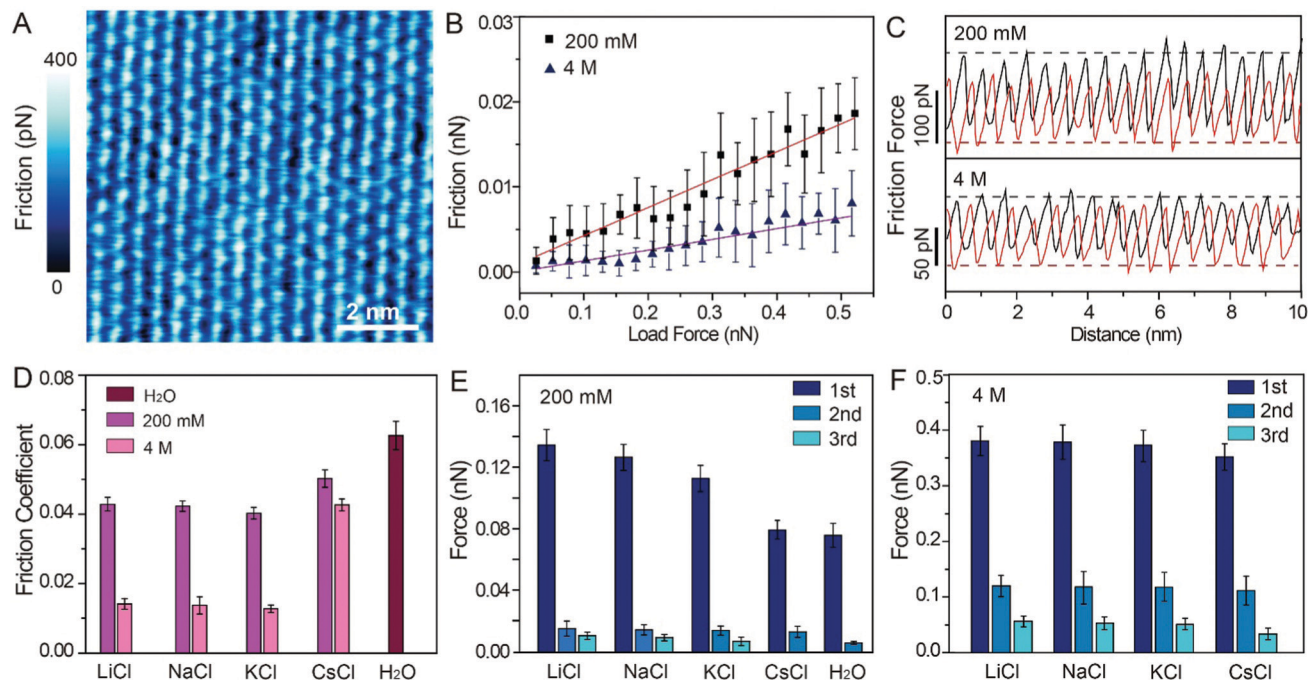 A
400
Friction (pN)
0
2 nm
B
0.03
0.02
0.01
0.00
Friction (nN)
200 mM
4 M
0.0 0.1 0.2 0.3 0.4 0.5
Load Force (nN)
C
200 mM
100 pN
4 M
50 pN
Friction Force
0 2 4 6 8 10
Distance (nm)
D
0.08
0.06
0.04
0.02
0.00
Friction Coefficient
H₂O
200 mM
4 M
LiCl NaCl KCl CsCl H₂O
E
200 mM
0.16
0.12
0.08
0.04
0.00
Force (nN)
1st
2nd
3rd
LiCl NaCl KCl CsCl H₂O
F
4 M
0.5
0.4
0.3
0.2
0.1
0.0
Force (nN)
1st
2nd
3rd
LiCl NaCl KCl CsCl